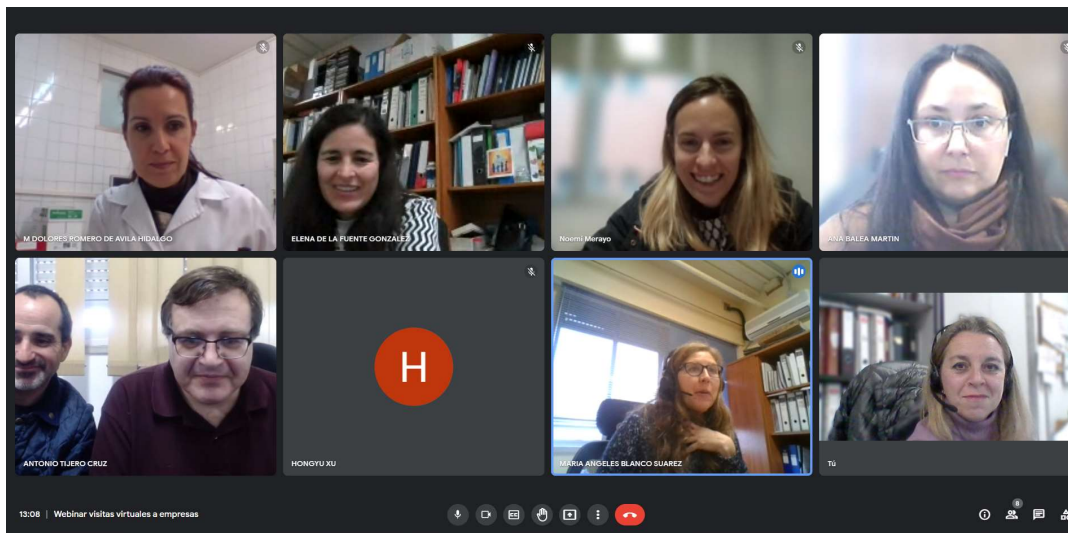 M DOLORES ROMERO DE AVILA HIDALGO
ELENA DE LA FUENTE GONZALEZ
Noemi Merayo
ANA BALEA MARTIN
ANTONIO TIJERO CRUZ
H
HONGYU XU
MARIA ANGELES BLANCO SUAREZ
Tú
13:08 | Webinar visitas virtuales a empresas
8